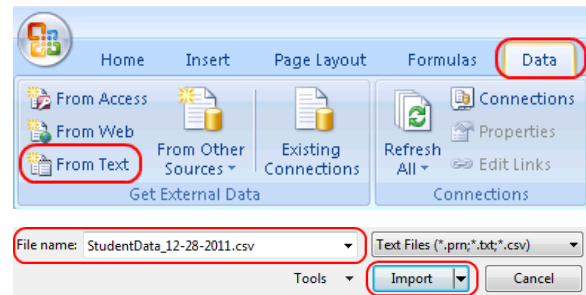 Home Insert Page Layout Formulas Data
From Access
From Web
From Text
From Other
Sources
Existing
Connections
Get External Data
Refresh
All
Connections
Properties
Edit Links
Connections
File name: StudentData_12-28-2011.csv Text Files (*.prn;*.txt;*.csv)
Tools Import Cancel